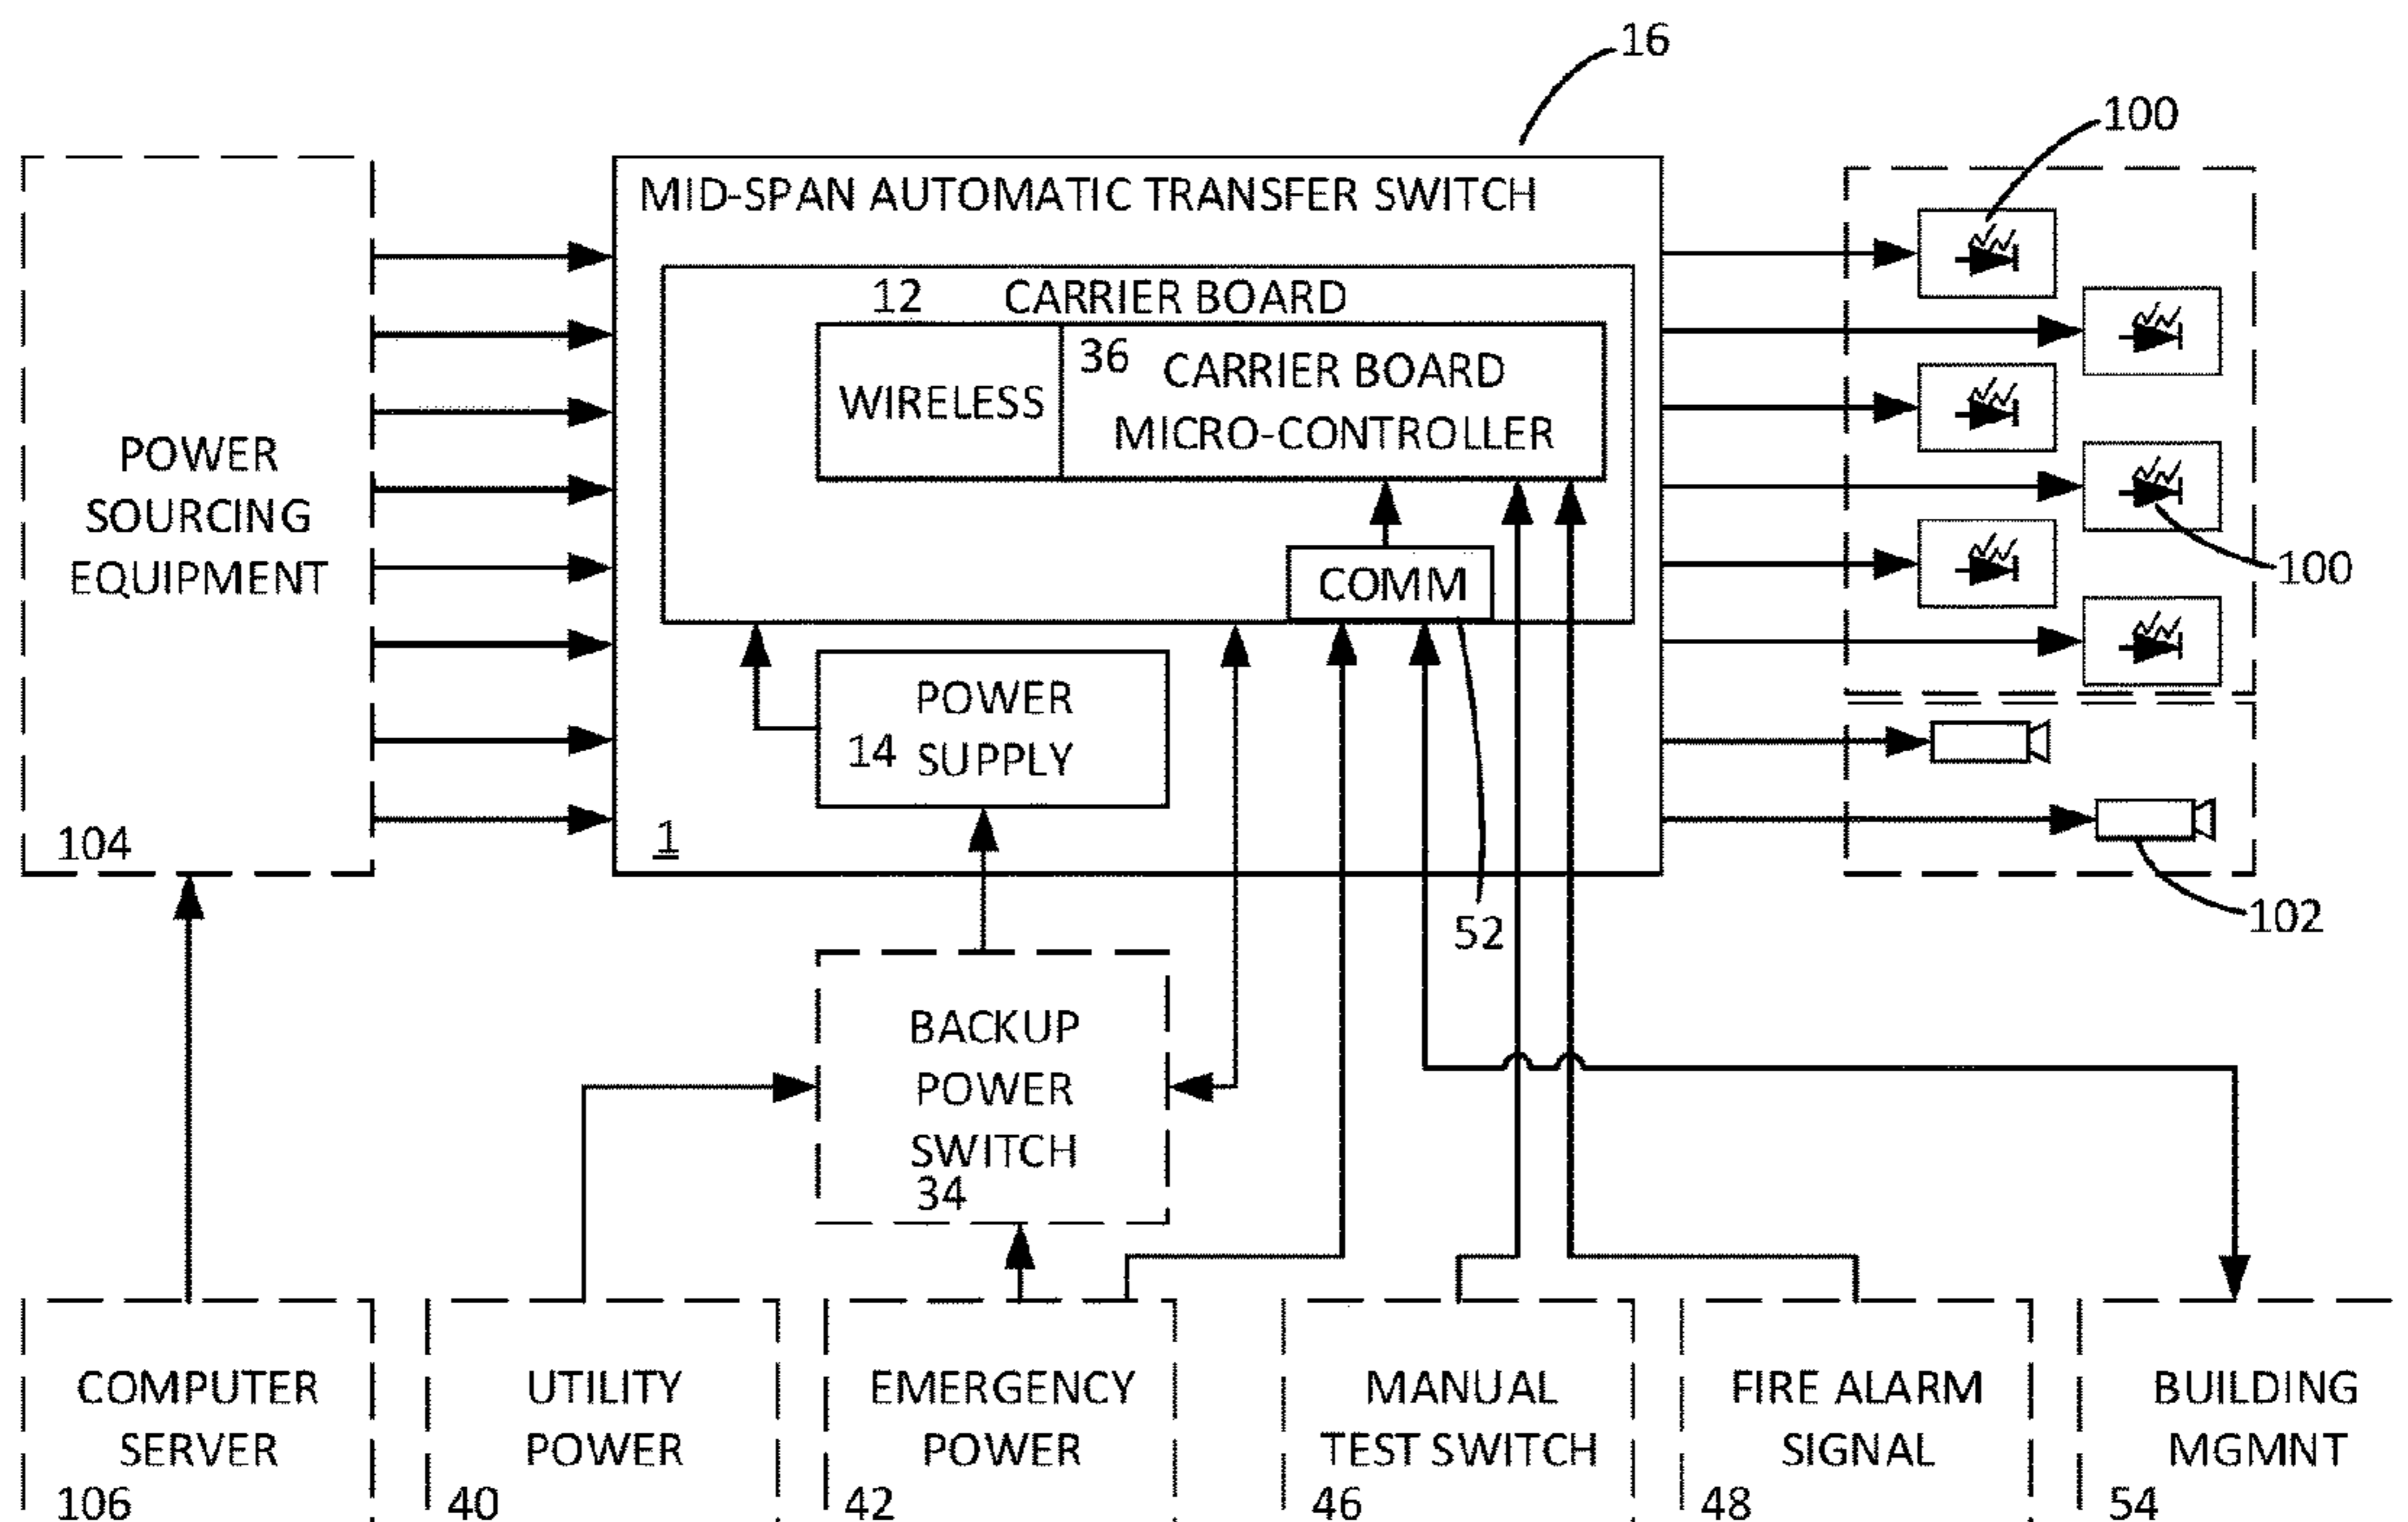 16
100
MID-SPAN AUTOMATIC TRANSFER SWITCH
12 CARRIER BOARD
WIRELESS
36 CARRIER BOARD
MICRO-CONTROLLER
POWER
SOURCING
EQUIPMENT
104
COMM
100
POWER
14 SUPPLY
1
52
102
BACKUP
POWER
SWITCH
34
COMPUTER
SERVER
106
UTILITY
POWER
40
EMERGENCY
POWER
42
MANUAL
TEST SWITCH
46
FIRE ALARM
SIGNAL
48
BUILDING
MGMNT
54